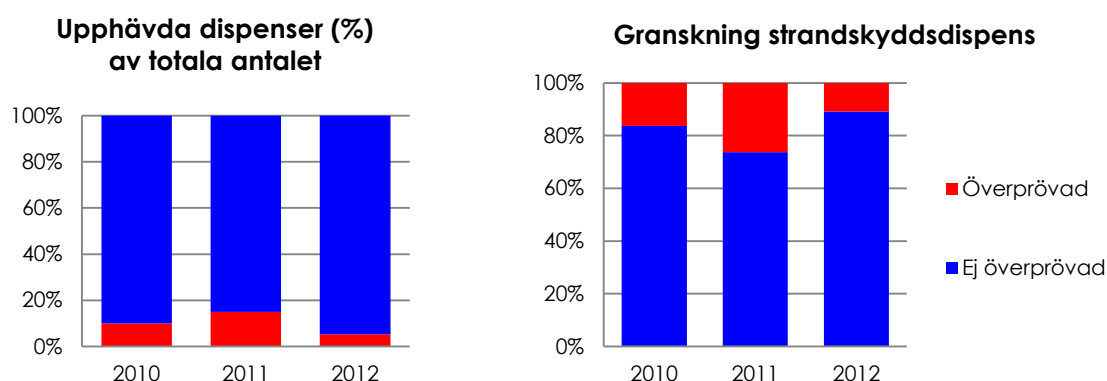 Upphävda dispenser (%)
av totala antalet
100%
80%
60%
40%
20%
0%
2010 2011 2012
Granskning strandskyddsdispens
100%
80%
60%
40%
20%
0%
2010 2011 2012
Överprövad
Ej överprövad